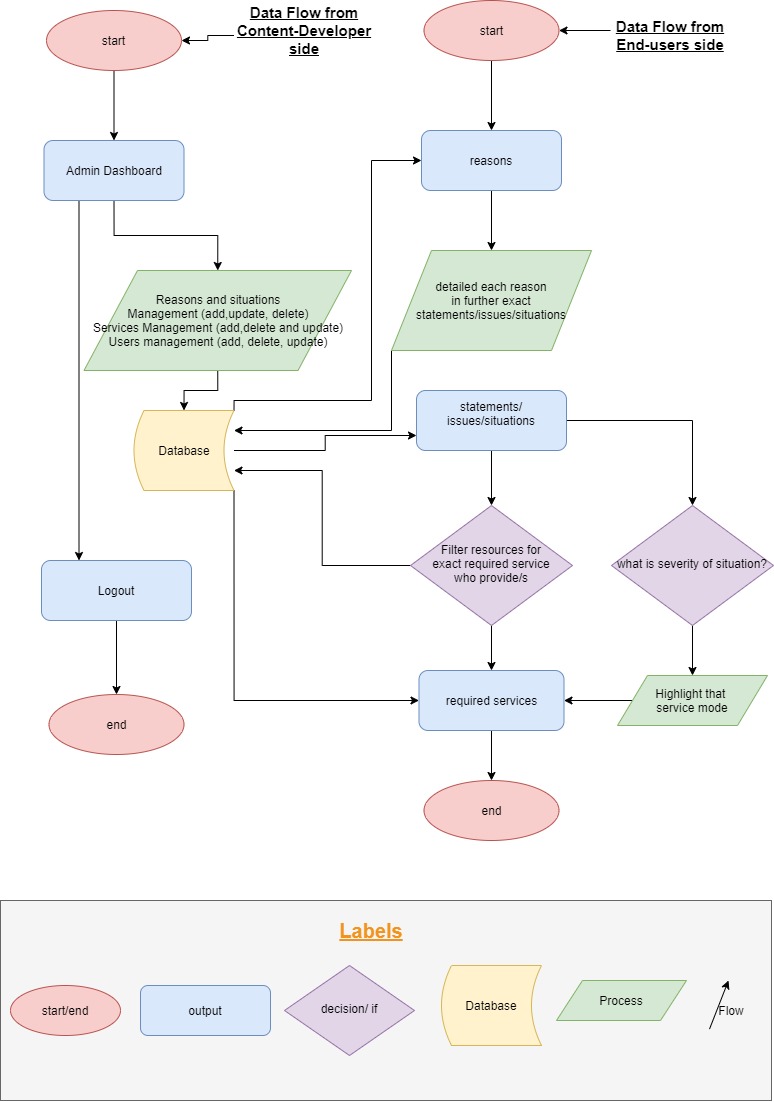 Data Flow from
Content-Developer
side
start
Data Flow from
End-users side
start
Admin Dashboard
reasons
Reasons and situations
Management (add,update, delete)
Services Management (add,delete and update)
Users management (add, delete, update)
detailed each reason
in further exact
statements/issues/situations
Database
statements/
issues/situations
Filter resources for
exact required service
who provide/s
what is severity of situation?
Logout
required services
Highlight that
service mode
end
end
Labels
start/end
output
decision/ if
Database
Process
Flow